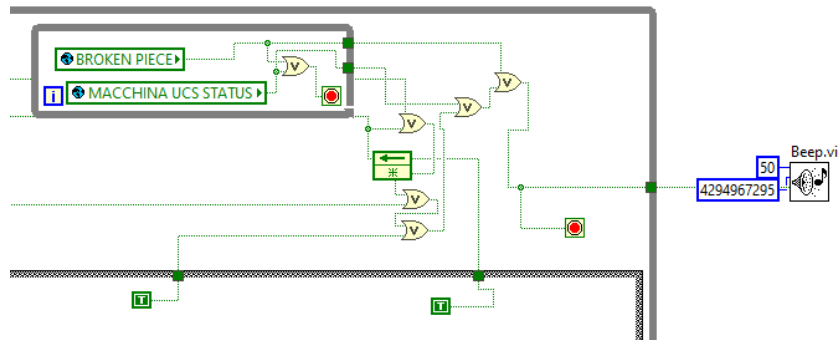 BROKEN PIECE
i
MACCHINA UCS STATUS
V
V
V
V
V
V
Beep.vi
50
4294967295
T
T